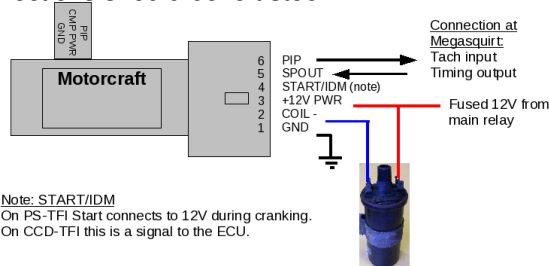 PIP
CMP PWR
GND
Motorcraft
6 PIP
5 SPOUT
4 START/IDM (note)
3 +12V PWR
2 COIL -
1 GND
Connection at
Megasquirt:
Tach input
Timing output
Fused 12V from
main relay
Note: START/IDM
On PS-TFI Start connects to 12V during cranking.
On CCD-TFI this is a signal to the ECU.